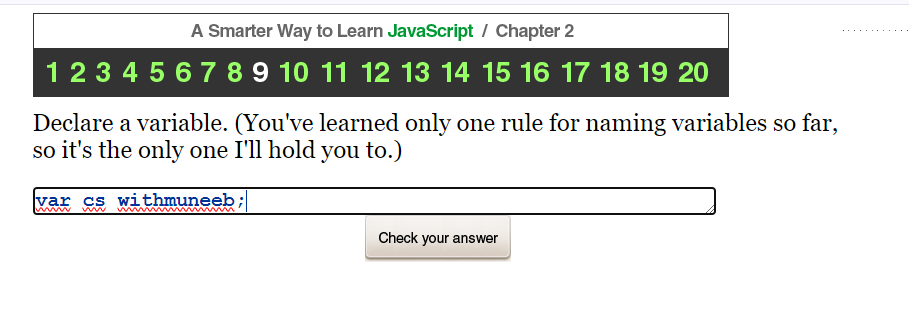 A Smarter Way to Learn JavaScript / Chapter 2
1 2 3 4 5 6 7 8 9 10 11 12 13 14 15 16 17 18 19 20
Declare a variable. (You've learned only one rule for naming variables so far,
so it's the only one I'll hold you to.)
var cs withmuneeb;
Check your answer